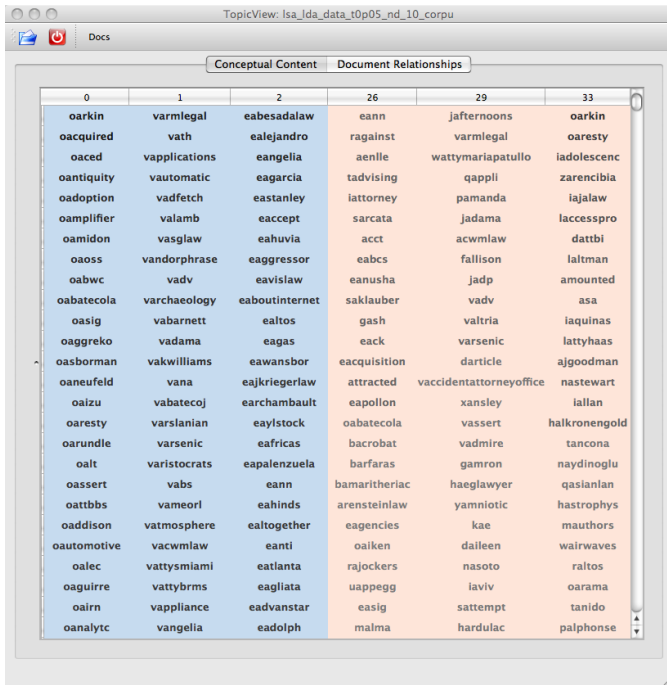 TopicView: lsa_lda_data_t0p05_nd_10_corpu
Docs
Conceptual Content Document Relationships
0 1 2 26 29 33
oarkin varmlegal eabesadalaw eann jafternoons oarkin
oacquired vath ealejandro ragainst varmlegal oaresty
oaced vapplications eangelia aenlle wattymariapatullo iadolescenc
oantiquity vautomatic eagarcia tadvising qappli zarencibia
oadoption vadfetch eastanley iattorney pamanda iajalaw
oamplifier valamb eaccept sarcata jadama laccesspro
oamidon vasglaw eahuvia acct acwmlaw dattbi
oaoss vandorphrase eaggressor eabcs fallison laltman
oabwc vadv eavislaw eanusha jadp amounted
oabatecola varchaeology eaboutinternet saklauber vadv asa
oasig vabarnett ealtos gash valtria iaquinas
oaggreko vadama eagas eack varsenic lattyhaas
oasborman vakwilliams eawansbor eacquisition darticle ajgoodman
oaneufeld vana eajkriegerlaw attracted vaccidentattorneyoffice nastewart
oaizu vabatecoj earchambault eapollon xansley iallan
oaresty varslanian eaylstock oabatecola vassert halkronengold
oarundle varsenic eafricas bacrobat vadmire tancona
oalt varistocrats eapalenzuela barfaras gamron naydinoglu
oassert vabs eann bamaritheriac haeglawyer qasianlan
oattbbs vameorl eahinds arensteinlaw yamniotic hastrophys
oaddison vatmosphere ealtogether eagencies kae mauthors
oautomotive vacwmlaw eanti oaiken daileen wairwaves
oalec vattysmiami eatlanta rajockers nasoto raltos
oaguirre vattybrms eagliata uappegg iaviv oarama
oairn vappliance eadvanstar easig sattempt tanido
oanalytc vangelia eadolph malma hardulac palphonse